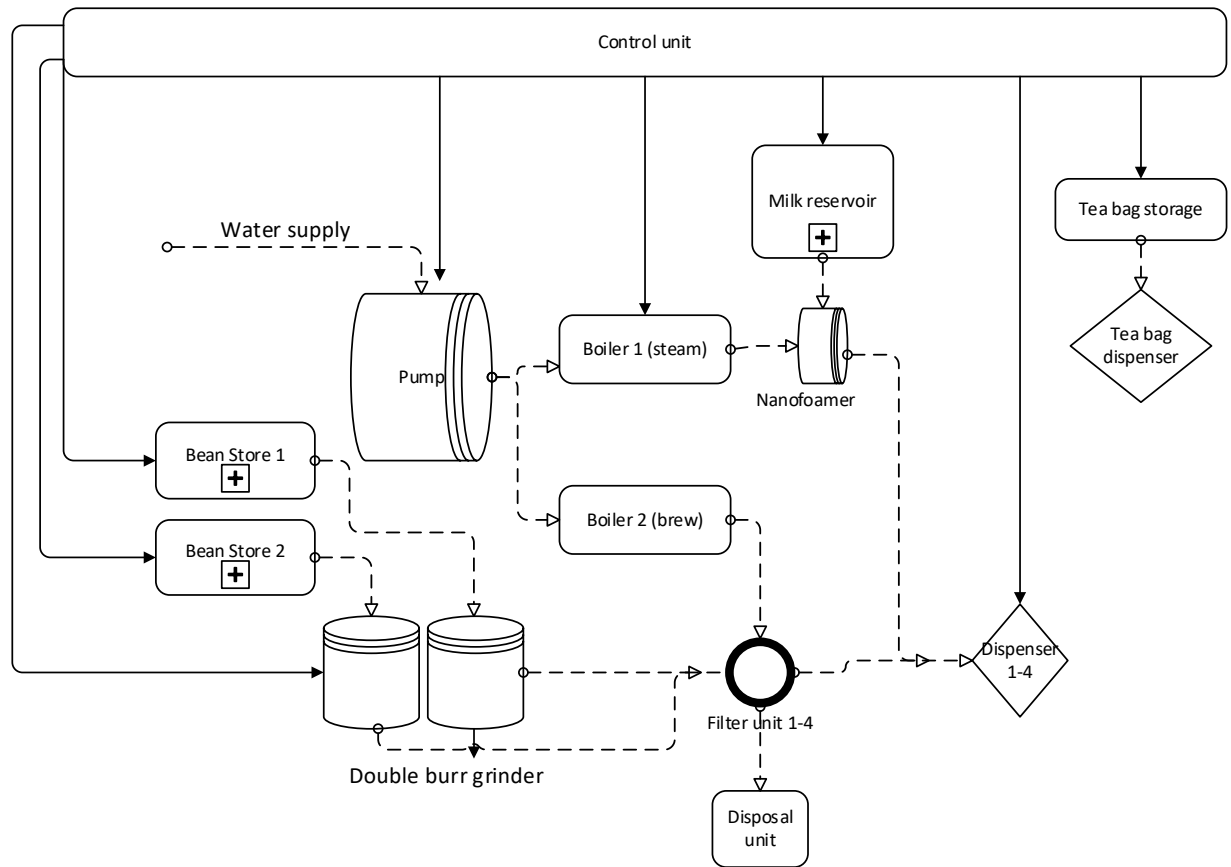 Control unit
Milk reservoir
Tea bag storage
Water supply
Tea bag
dispenser
Boiler 1 (steam)
Pump
Nanofoamer
Bean Store 1
Boiler 2 (brew)
Bean Store 2
Dispenser
1-4
Filter unit 1-4
Double burr grinder
Disposal
unit